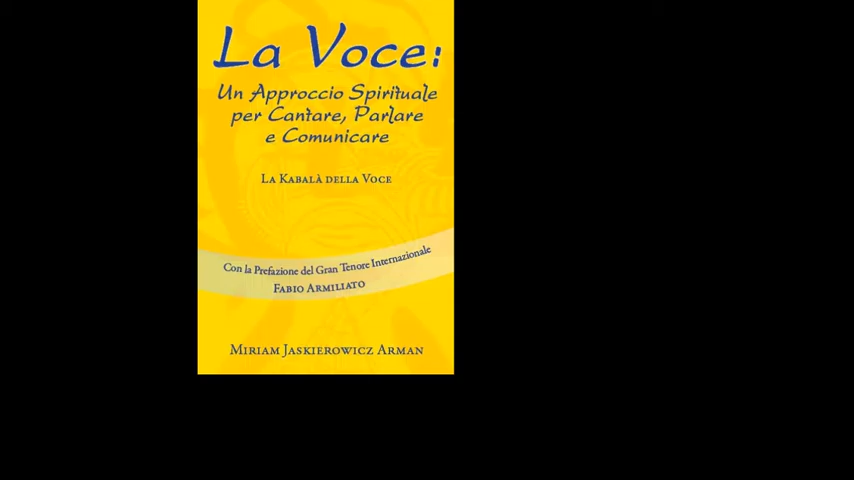 La Voce:
Un Approccio Spirituale
per Cantare, Parlare
e Comunicare
La Kabalà della Voce
Con la Prefazione del Gran Tenore Internazionale
Fabio Armiliato
Miriam Jaskierowicz Arman